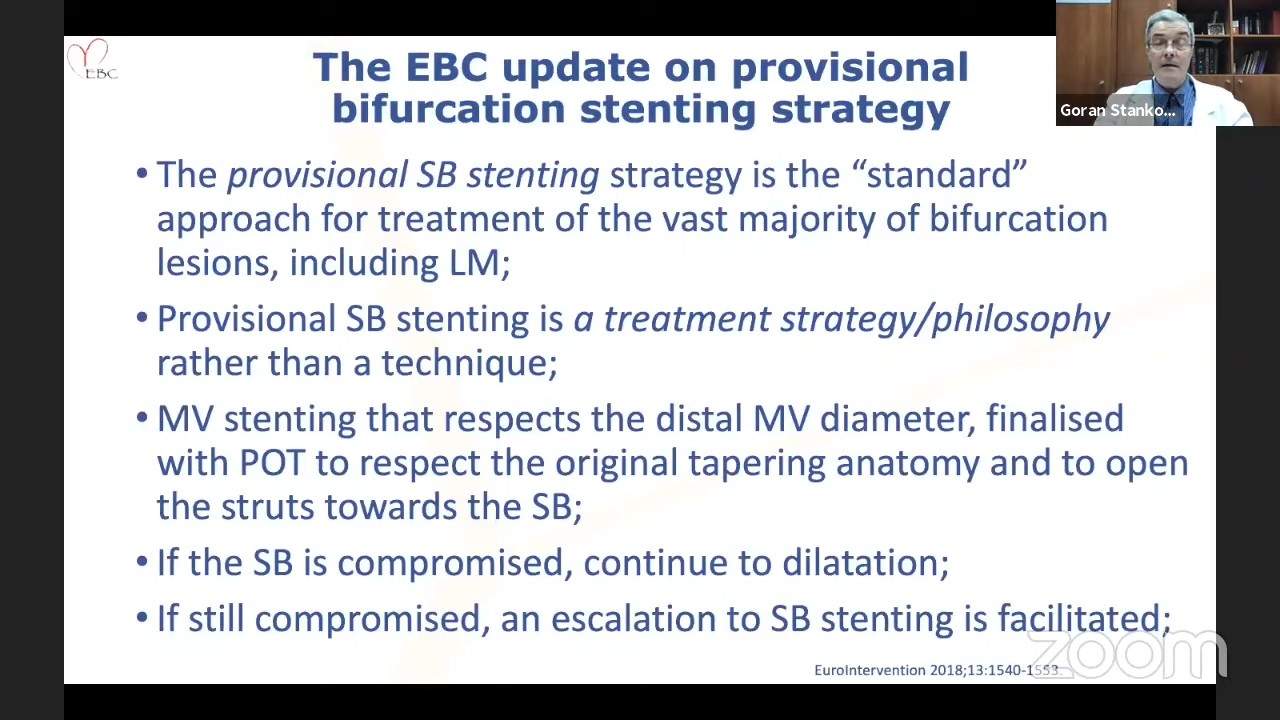 EBC
The EBC update on provisional
bifurcation stenting strategy
Goran Stanko...
• The provisional SB stenting strategy is the “standard”
approach for treatment of the vast majority of bifurcation
lesions, including LM;
• Provisional SB stenting is a treatment strategy/philosophy
rather than a technique;
• MV stenting that respects the distal MV diameter, finalised
with POT to respect the original tapering anatomy and to open
the struts towards the SB;
• If the SB is compromised, continue to dilatation;
• If still compromised, an escalation to SB stenting is facilitated;
zoom
EuroIntervention 2018;13:1540-1553.